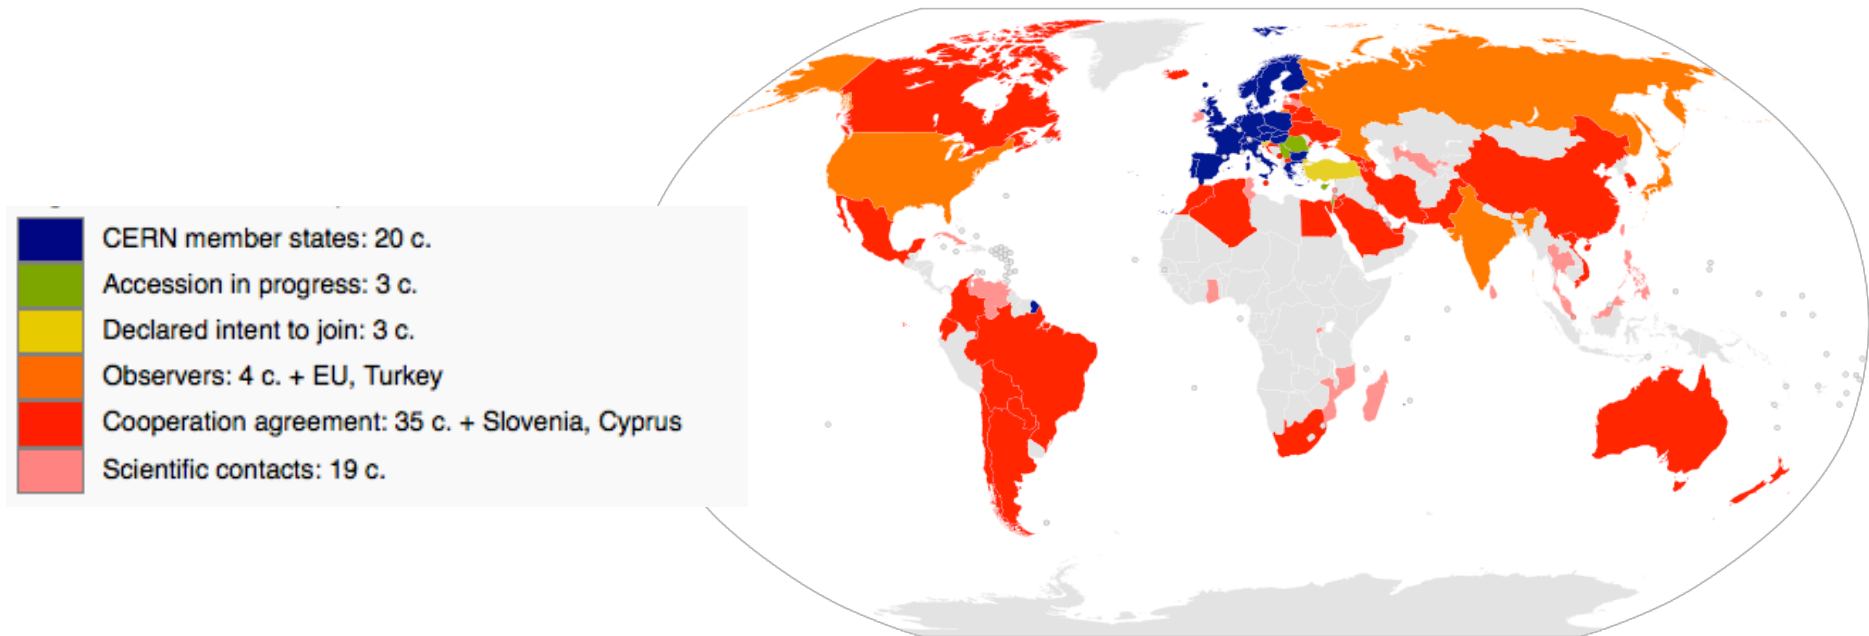 CERN member states: 20 c.
Accession in progress: 3 c.
Declared intent to join: 3 c.
Observers: 4 c. + EU, Turkey
Cooperation agreement: 35 c. + Slovenia, Cyprus
Scientific contacts: 19 c.